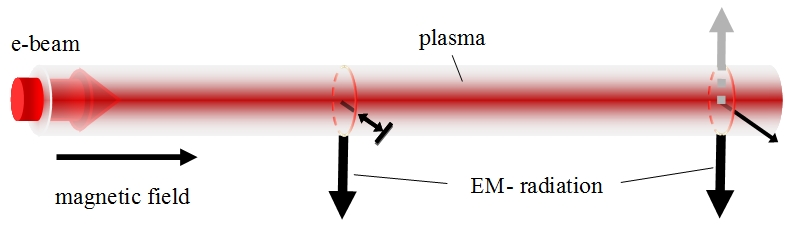 e-beam
plasma
magnetic field
EM- radiation